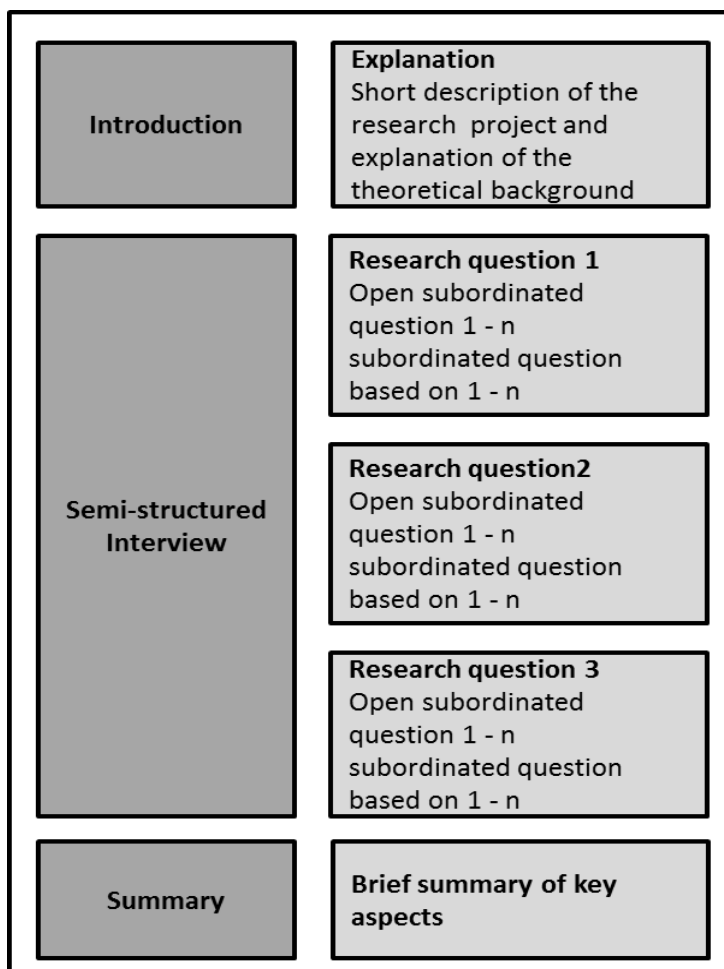 Introduction
Explanation
Short description of the
research project and
explanation of the
theoretical background
Semi-structured
Interview
Research question 1
Open subordinated
question 1 - n
subordinated question
based on 1 - n
Research question2
Open subordinated
question 1 - n
subordinated question
based on 1 - n
Research question 3
Open subordinated
question 1 - n
subordinated question
based on 1 - n
Summary
Brief summary of key
aspects